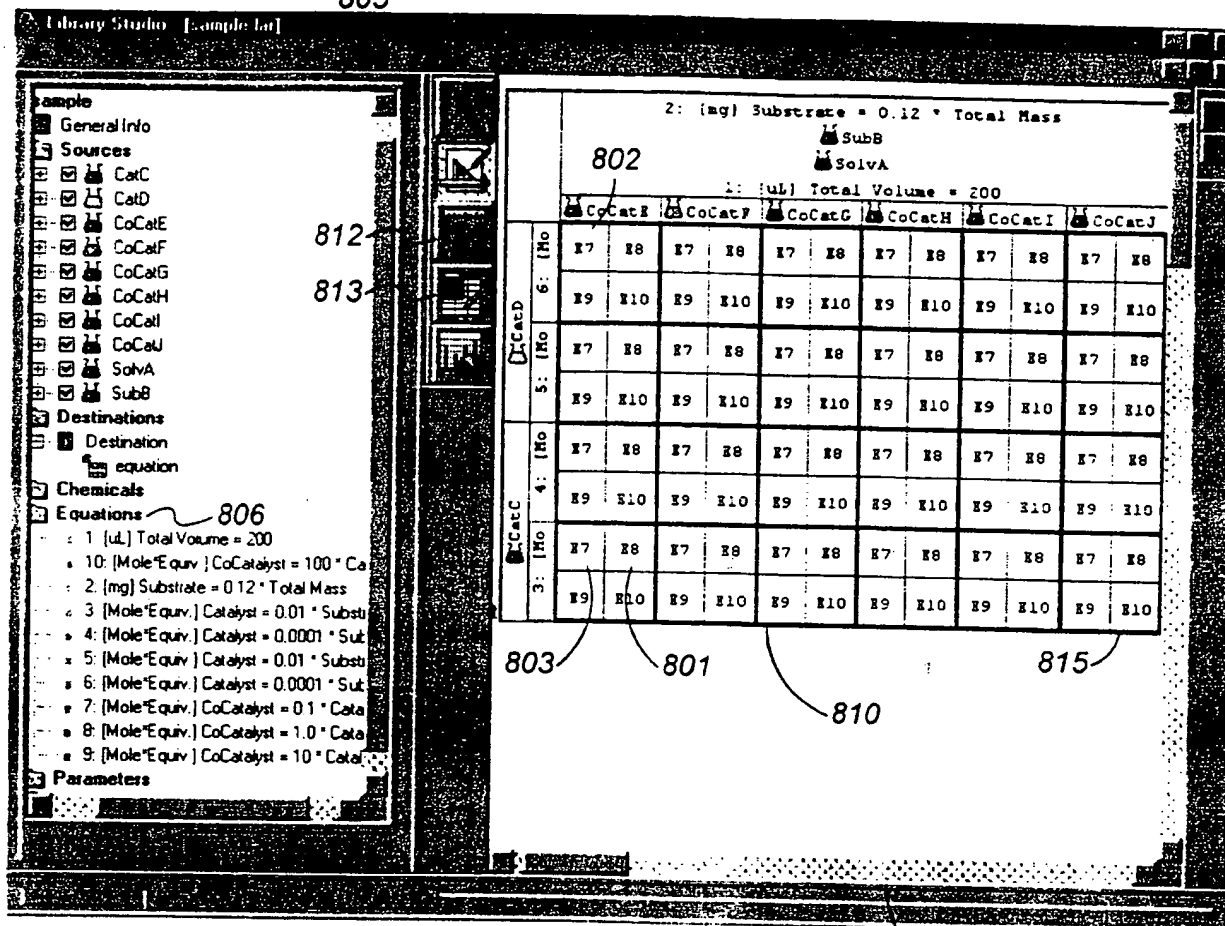 805
Library Studio [sample.lar]
sample
General Info
Sources
CatC
CatD
CoCatE
CoCatF
CoCatG
CoCatH
CoCatI
CoCatJ
SolvA
SubB
Destinations
Destination
equation
Chemicals
Equations
806
1 [uL] Total Volume = 200
10: [Mole*Equiv.] CoCatalyst = 100 * Ca
2. [mg] Substrate = 0.12 * Total Mass
3 [Mole*Equiv.] Catalyst = 0.01 * Substi
4: [Mole*Equiv.] Catalyst = 0.0001 * Sub
5: [Mole*Equiv.] Catalyst = 0.01 * Substi
6: [Mole*Equiv.] Catalyst = 0.0001 * Sub
7: [Mole*Equiv.] CoCatalyst = 0.1 * Cata
8: [Mole*Equiv.] CoCatalyst = 1.0 * Cata
9: [Mole*Equiv.] CoCatalyst = 10 * Catal
Parameters
812
813
2: [mg] Substrate = 0.12 * Total Mass
SubB
SolvA
802
1: [uL] Total Volume = 200
CoCatE CoCatF CoCatG CoCatH CoCatI CoCatJ
CatD
6: [Mo
E7 E8 E7 E8 E7 E8 E7 E8 E7 E8 E7 E8
E9 E10 E9 E10 E9 E10 E9 E10 E9 E10 E9 E10
5: [Mo
E7 E8 E7 E8 E7 E8 E7 E8 E7 E8 E7 E8
E9 E10 E9 E10 E9 E10 E9 E10 E9 E10 E9 E10
CatC
4: [Mo
E7 E8 E7 E8 E7 E8 E7 E8 E7 E8 E7 E8
E9 E10 E9 E10 E9 E10 E9 E10 E9 E10 E9 E10
3: [Mo
E7 E8 E7 E8 E7 E8 E7 E8 E7 E8 E7 E8
E9 E10 E9 E10 E9 E10 E9 E10 E9 E10 E9 E10
803 801 810 815